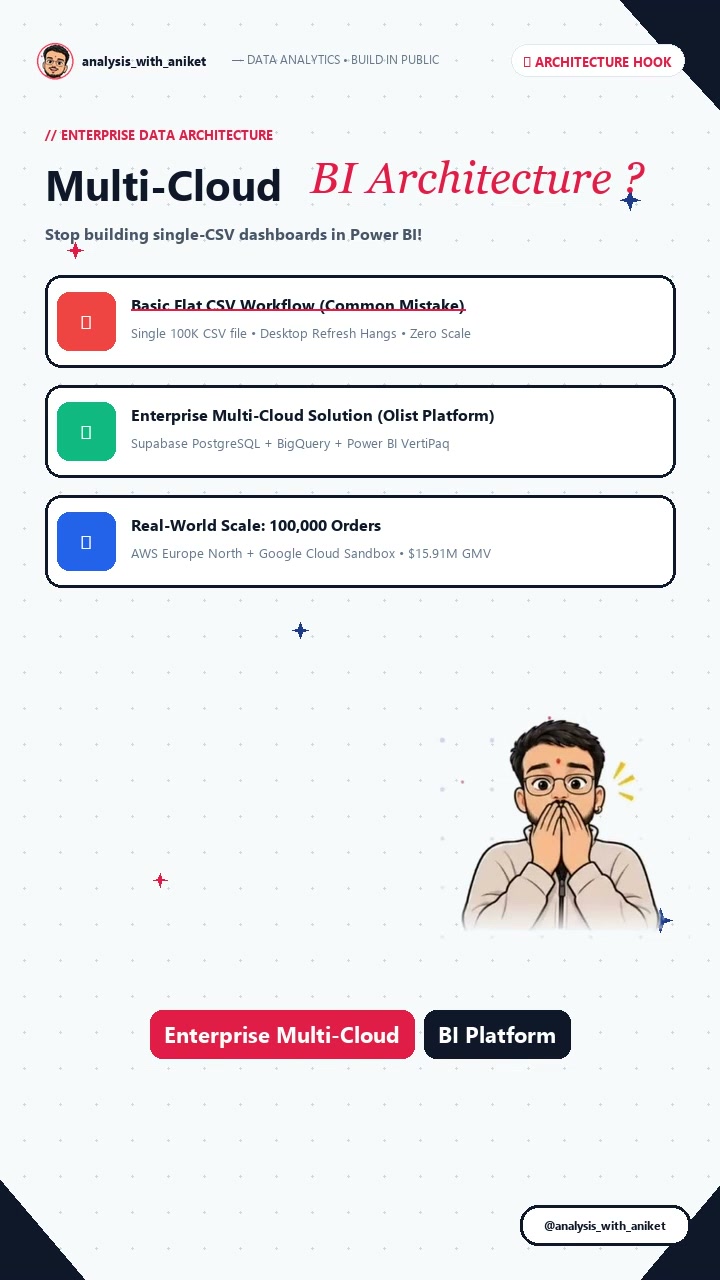 analysis_with_aniket
— DATA ANALYTICS • BUILD IN PUBLIC
ARCHITECTURE HOOK
// ENTERPRISE DATA ARCHITECTURE
Multi-Cloud BI Architecture ?
Stop building single-CSV dashboards in Power BI!
Basic Flat CSV Workflow (Common Mistake)
Single 100K CSV file • Desktop Refresh Hangs • Zero Scale
Enterprise Multi-Cloud Solution (Olist Platform)
Supabase PostgreSQL + BigQuery + Power BI VertiPaq
Real-World Scale: 100,000 Orders
AWS Europe North + Google Cloud Sandbox • $15.91M GMV
Enterprise Multi-Cloud BI Platform
@analysis_with_aniket